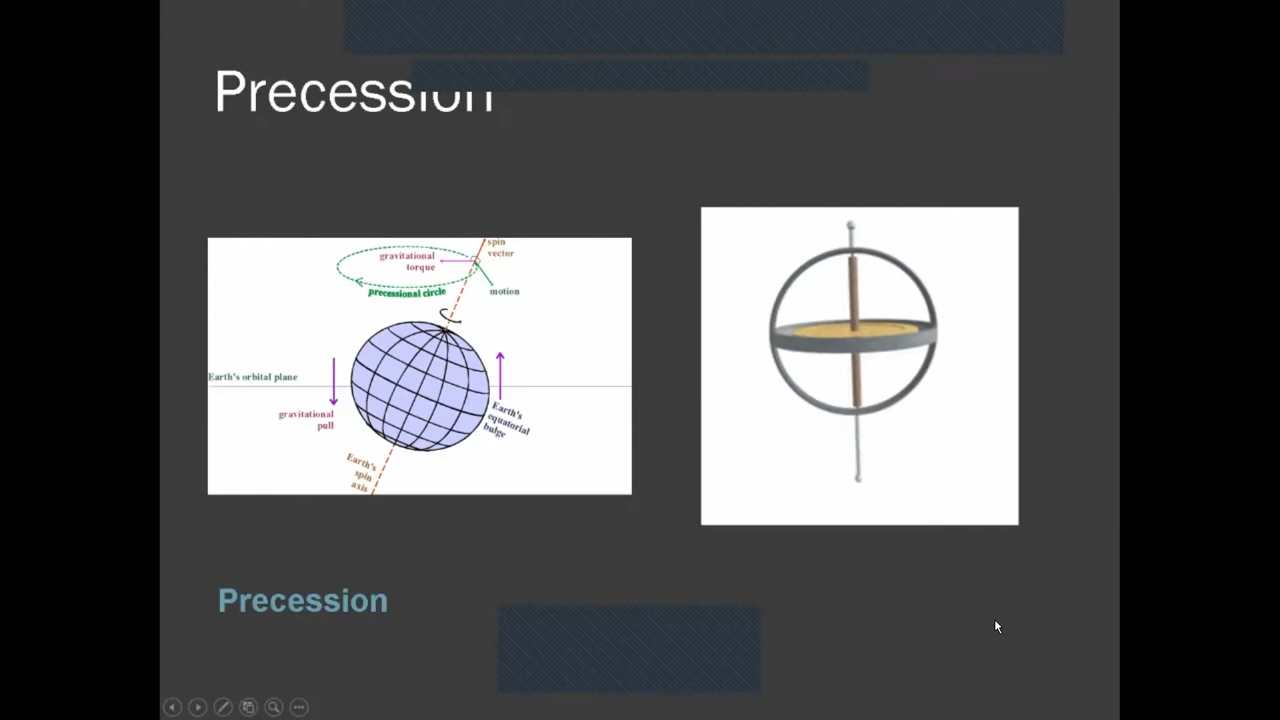 Precession
spin
vector
gravitational
torque
motion
precessional circle
Earth's orbital plane
gravitational
pull
Earth's
equatorial
bulge
Earth's
spin
axis
Precession